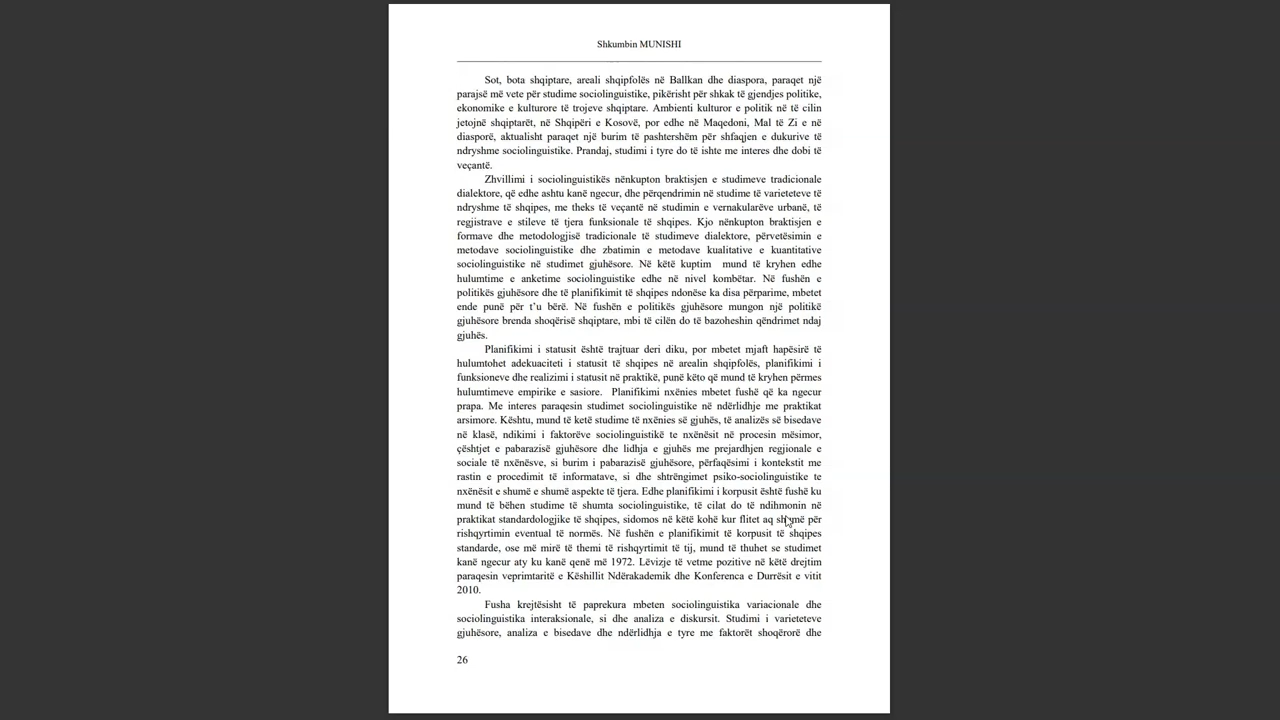 Shkumbin MUNISHI
Sot, bota shqiptare, areali shqipfolës në Ballkan dhe diaspora, paraqet një
parajsë më vete për studime sociolinguistike, pikërisht për shkak të gjendjes politike,
ekonomike e kulturore të trojeve shqiptare. Ambienti kulturor e politik në të cilin
jetojnë shqiptarët, në Shqipëri e Kosovë, por edhe në Maqedoni, Mal të Zi e në
diasporë, aktualisht paraqet një burim të pashtershëm për shfaqjen e dukurive të
ndryshme sociolinguistike. Prandaj, studimi i tyre do të ishte me interes dhe dobi të
veçantë.
Zhvillimi i sociolinguistikës nënkupton braktisjen e studimeve tradicionale
dialektore, që edhe ashtu kanë ngecur, dhe përqendrimin në studime të varieteteve të
ndryshme të shqipes, me theks të veçantë në studimin e vernakularëve urbanë, të
regjistrave e stileve të tjera funksionale të shqipes. Kjo nënkupton braktisjen e
formave dhe metodologjisë tradicionale të studimeve dialektore, përvetësimin e
metodave sociolinguistike dhe zbatimin e metodave kualitative e kuantitative
sociolinguistike në studimet gjuhësore. Në këtë kuptim mund të kryhen edhe
hulumtime e anketime sociolinguistike edhe në nivel kombëtar. Në fushën e
politikës gjuhësore dhe të planifikimit të shqipes ndonëse ka disa përparime, mbetet
ende punë për t’u bërë. Në fushën e politikës gjuhësore mungon një politikë
gjuhësore brenda shoqërisë shqiptare, mbi të cilën do të bazoheshin qëndrimet ndaj
gjuhës.
Planifikimi i statusit është trajtuar deri diku, por mbetet mjaft hapësirë të
hulumtohet adekuaciteti i statusit të shqipes në arealin shqipfolës, planifikimi i
funksioneve dhe realizimi i statusit në praktikë, punë këto që mund të kryhen përmes
hulumtimeve empirike e sasiore. Planifikimi nxënies mbetet fushë që ka ngecur
prapa. Me interes paraqesin studimet sociolinguistike në ndërlidhje me praktikat
arsimore. Kështu, mund të ketë studime të nxënies së gjuhës, të analizës së bisedave
në klasë, ndikimi i faktorëve sociolinguistikë te nxënësit në procesin mësimor,
çështjet e pabarazisë gjuhësore dhe lidhja e gjuhës me prejardhjen regjionale e
sociale të nxënësve, si burim i pabarazisë gjuhësore, përfaqësimi i kontekstit me
rastin e procedimit të informatave, si dhe shtrëngimet psiko-sociolinguistike te
nxënësit e shumë e shumë aspekte të tjera. Edhe planifikimi i korpusit është fushë ku
mund të bëhen studime të shumta sociolinguistike, të cilat do të ndihmonin në
praktikat standardologjike të shqipes, sidomos në këtë kohë kur flitet aq shumë për
rishqyrtimin eventual të normës. Në fushën e planifikimit të korpusit të shqipes
standarde, ose më mirë të themi të rishqyrtimit të tij, mund të thuhet se studimet
kanë ngecur aty ku kanë qenë më 1972. Lëvizje të vetme pozitive në këtë drejtim
paraqesin veprimtaritë e Këshillit Ndërakademik dhe Konferenca e Durrësit e vitit
2010.
Fusha krejtësisht të paprekura mbeten sociolinguistika variacionale dhe
sociolinguistika interaksionale, si dhe analiza e diskursit. Studimi i varieteteve
gjuhësore, analiza e bisedave dhe ndërlidhja e tyre me faktorët shoqërorë dhe
26